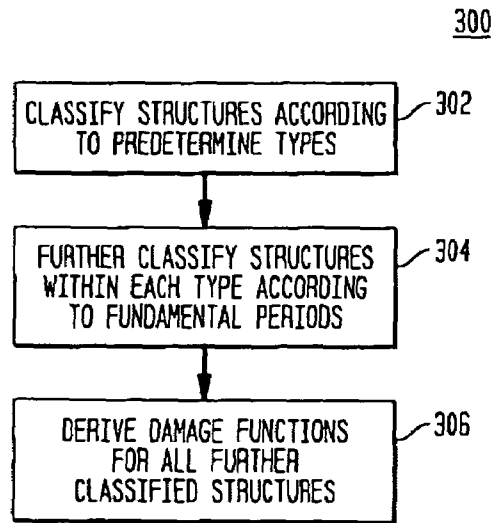 300
CLASSIFY STRUCTURES ACCORDING
TO PREDETERMINE TYPES
302
FURTHER CLASSIFY STRUCTURES
WITHIN EACH TYPE ACCORDING
TO FUNDAMENTAL PERIODS
304
DERIVE DAMAGE FUNCTIONS
FOR ALL FURTHER
CLASSIFIED STRUCTURES
306